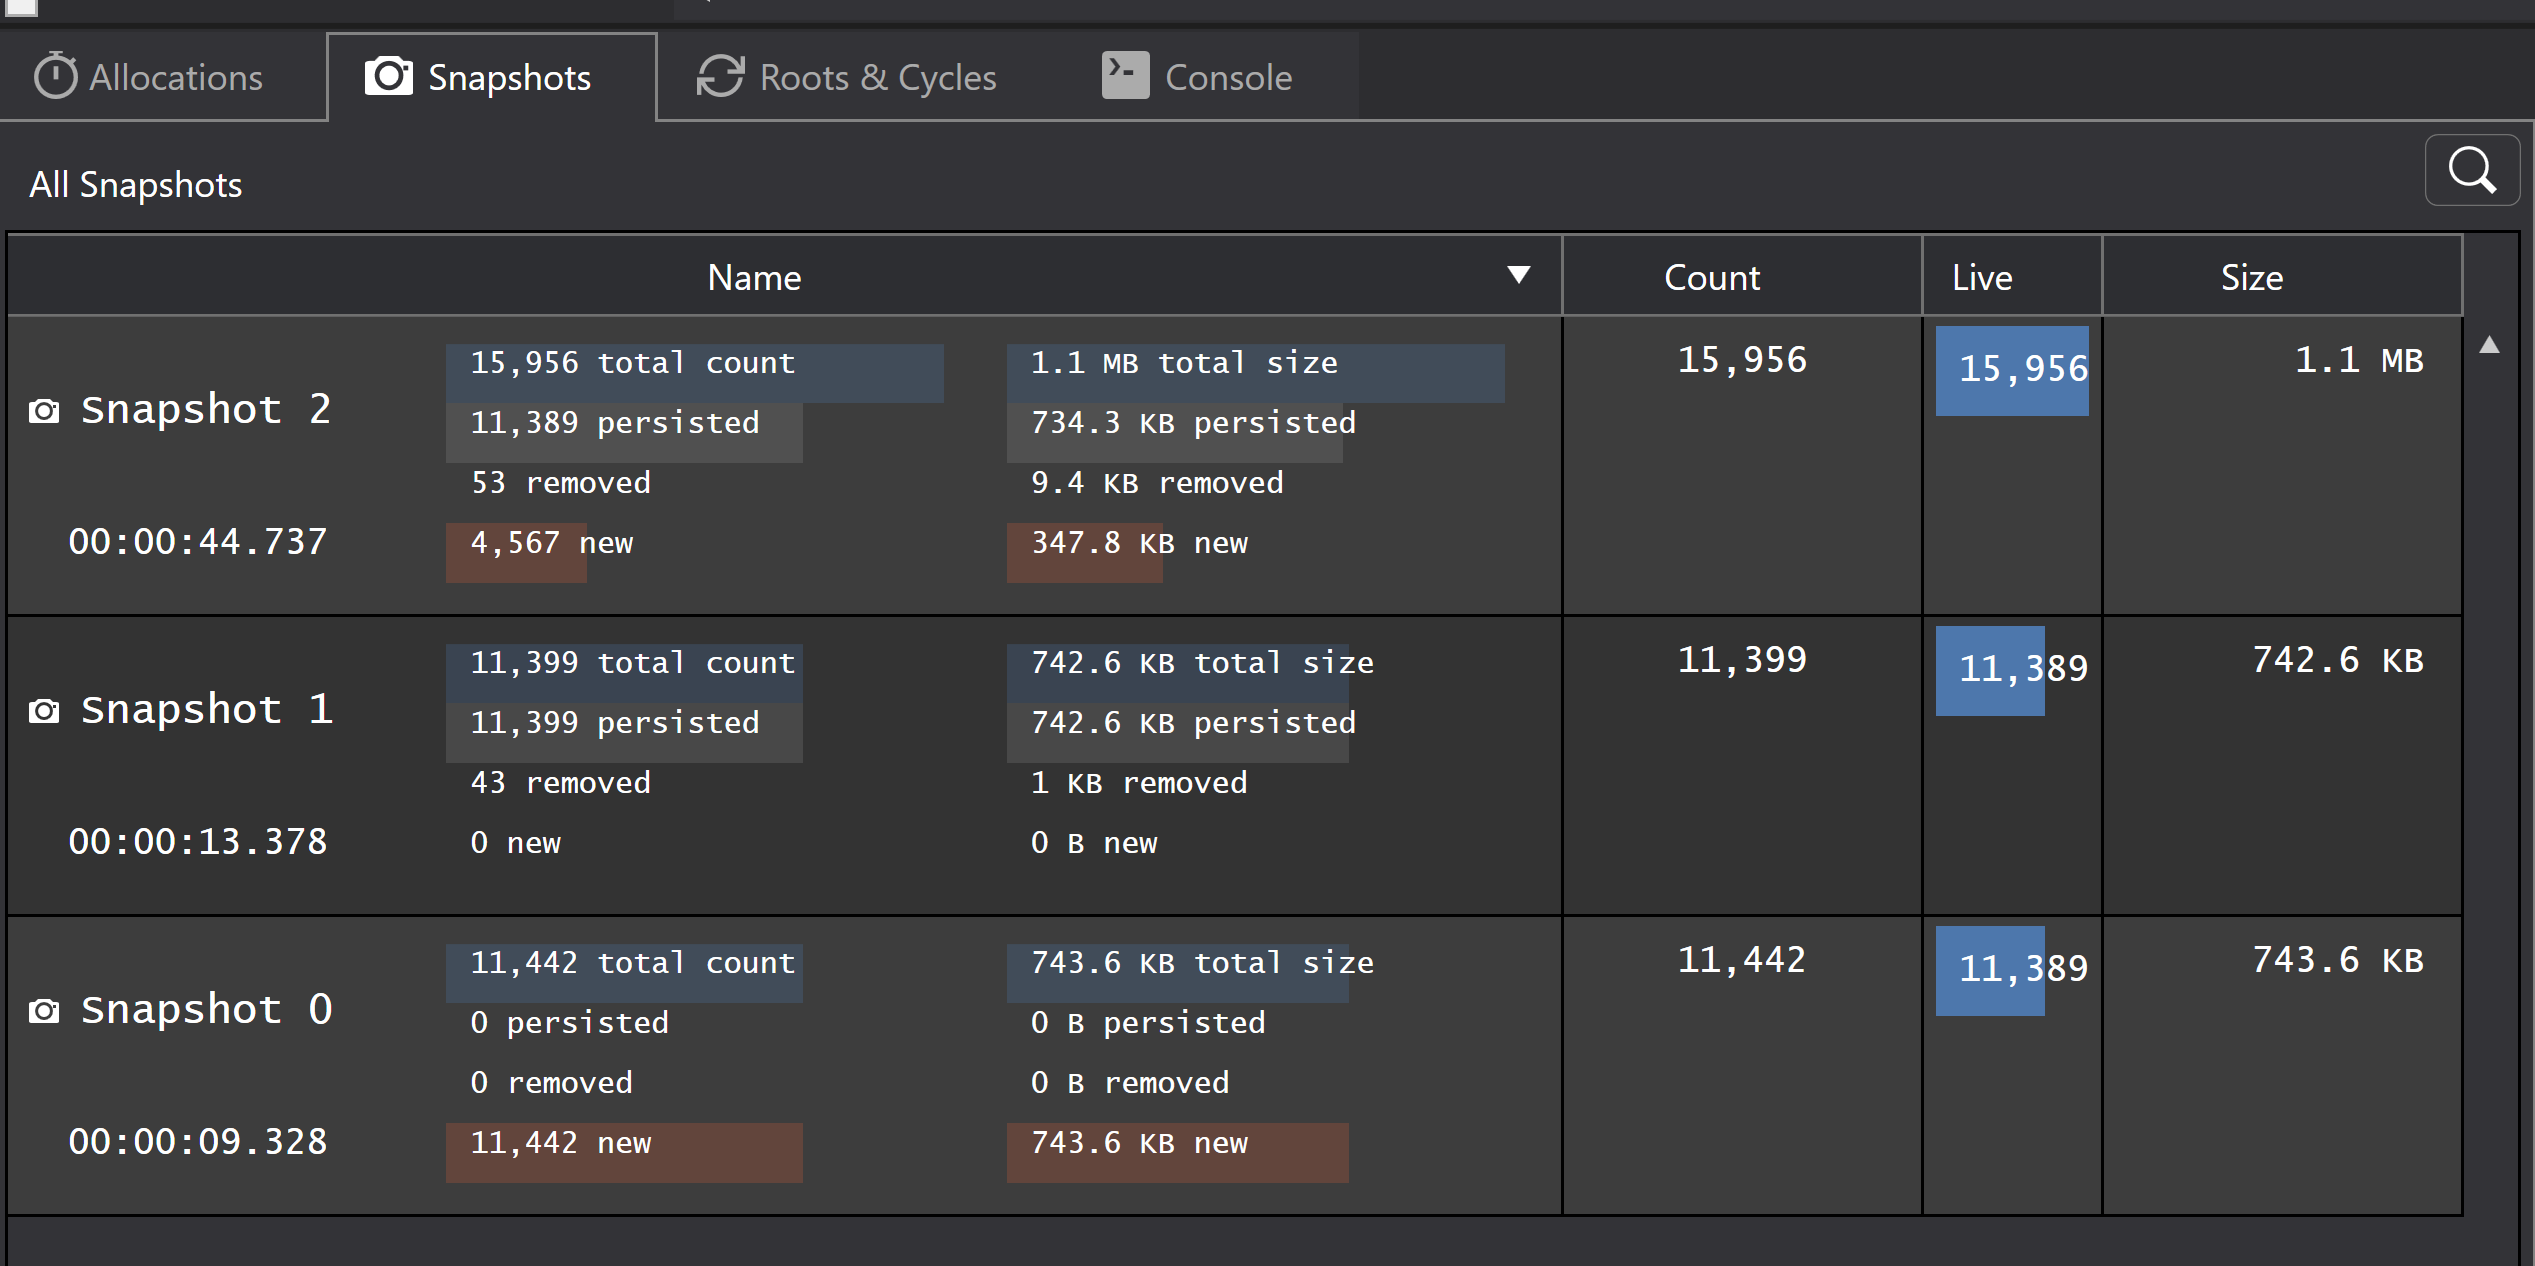 Allocations Snapshots Roots & Cycles Console
All Snapshots
Name Count Live Size
15,956 total count 1.1 MB total size 15,956 15,956 1.1 MB
Snapshot 2 11,389 persisted 734.3 KB persisted
53 removed 9.4 KB removed
00:00:44.737 4,567 new 347.8 KB new
11,399 total count 742.6 KB total size 11,399 11,389 742.6 KB
Snapshot 1 11,399 persisted 742.6 KB persisted
43 removed 1 KB removed
00:00:13.378 0 new 0 B new
11,442 total count 743.6 KB total size 11,442 11,389 743.6 KB
Snapshot 0 0 persisted 0 B persisted
0 removed 0 B removed
00:00:09.328 11,442 new 743.6 KB new